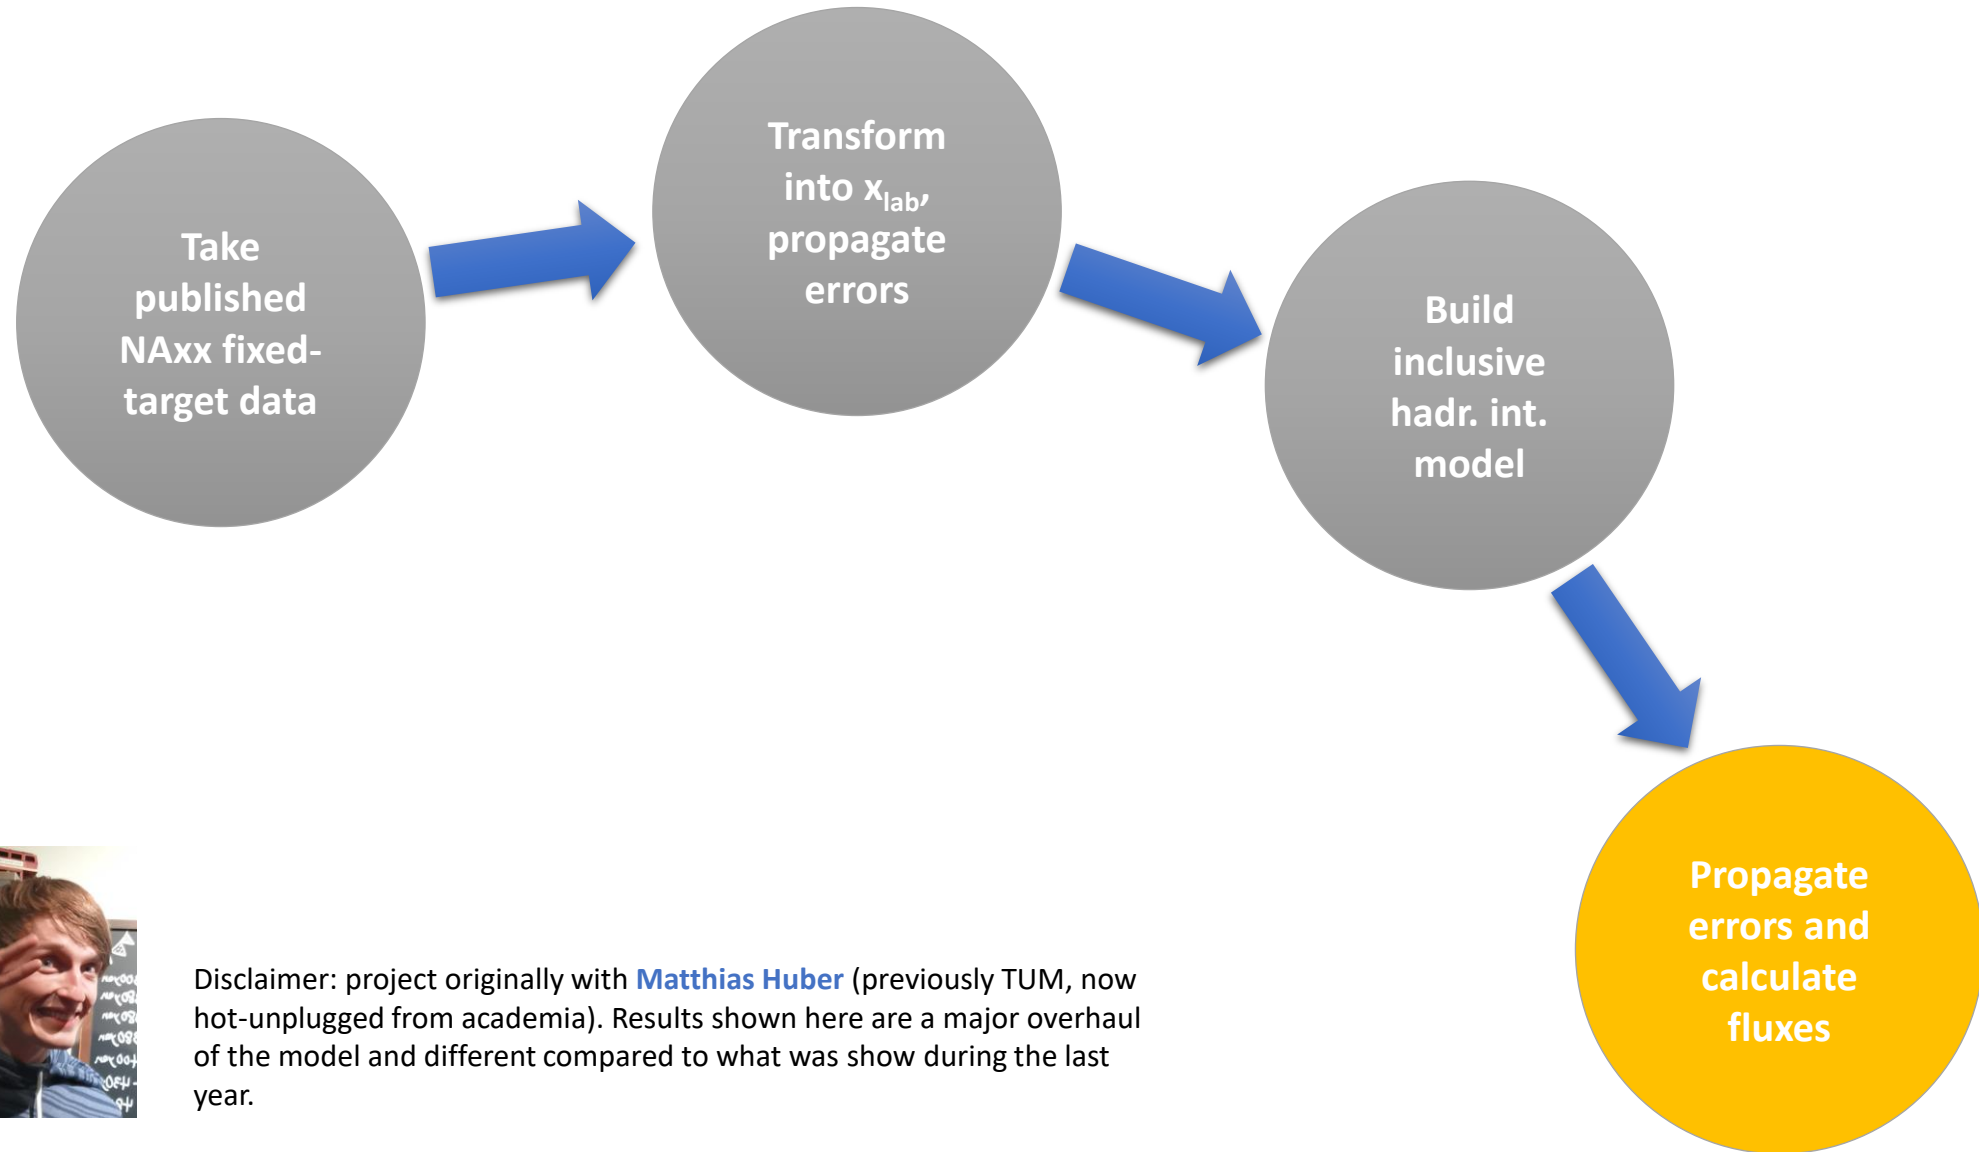 Take
published
NAxx fixed-
target data
Transform
into x_lab,
propagate
errors
Build
inclusive
hadr. int.
model
Propagate
errors and
calculate
fluxes
Disclaimer: project originally with Matthias Huber (previously TUM, now
hot-unplugged from academia). Results shown here are a major overhaul
of the model and different compared to what was show during the last
year.